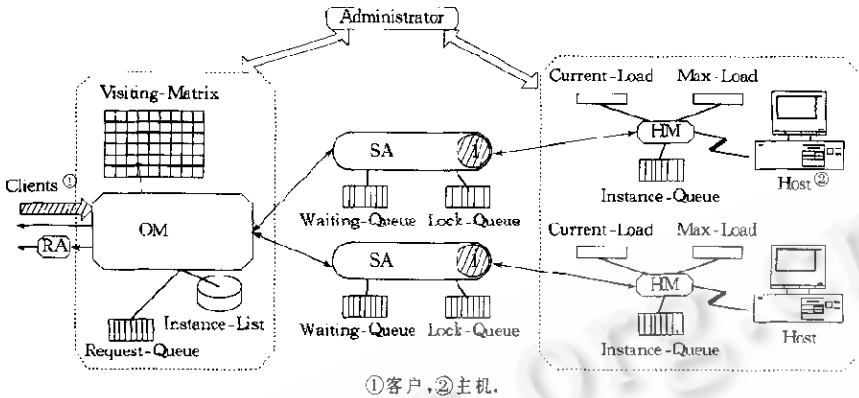 Administrator
Visiting-Matrix
Clients ①
OM
RA
Instance-List
Request-Queue
SA
Waiting-Queue
Lock-Queue
SA
Waiting-Queue
Lock-Queue
Current-Load
Max-Load
HM
Instance-Queue
Host ②
Current-Load
Max-Load
HM
Instance-Queue
Host
①客户,②主机.